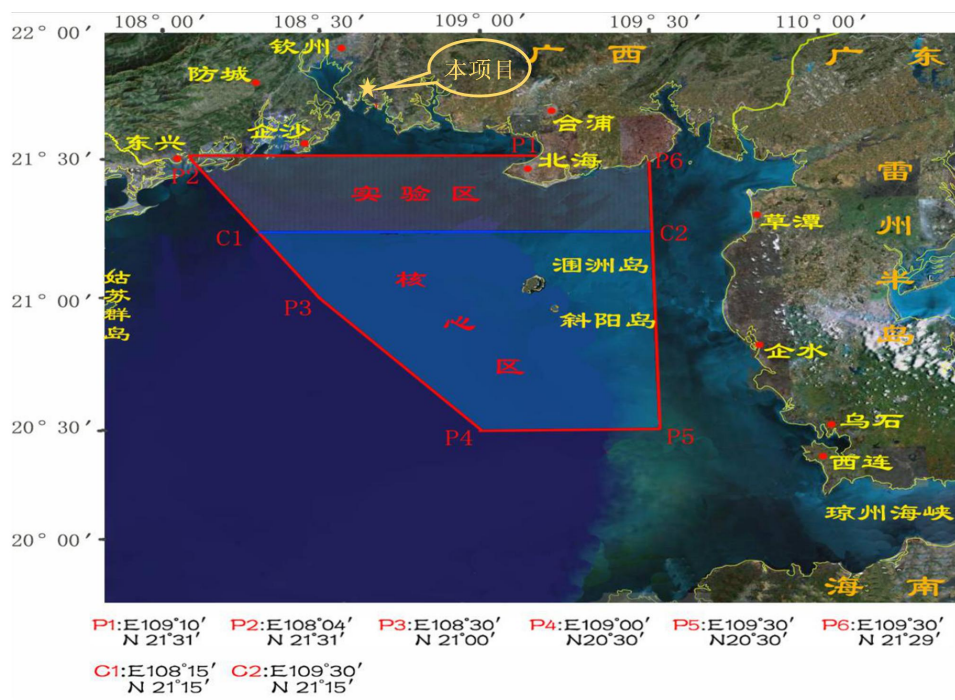 108 00′ 108°30′ 109°00′ 109°30′ 110°00′
22°00′
钦州
本项目
广 西
广 东
防城
合浦
企沙
东兴
21°30′
P1
P2
北海
P6
实验区
雷州半岛
草潭
C1
C2
核心区
涠洲岛
姑苏群岛
21°00′
P3
斜阳岛
企水
20°30′
P4
P5
乌石
西连
琼州海峡
20°00′
海 南
P1:E109°10′ P2:E108°04′ P3:E108°30′ P4:E109°00′ P5:E109°30′ P6:E109°30′
N 21°31′ N 21°31′ N 21°00′ N20°30′ N20°30′ N 21°29′
C1:E108°15′ C2:E109°30′
N 21°15′ N 21°15′